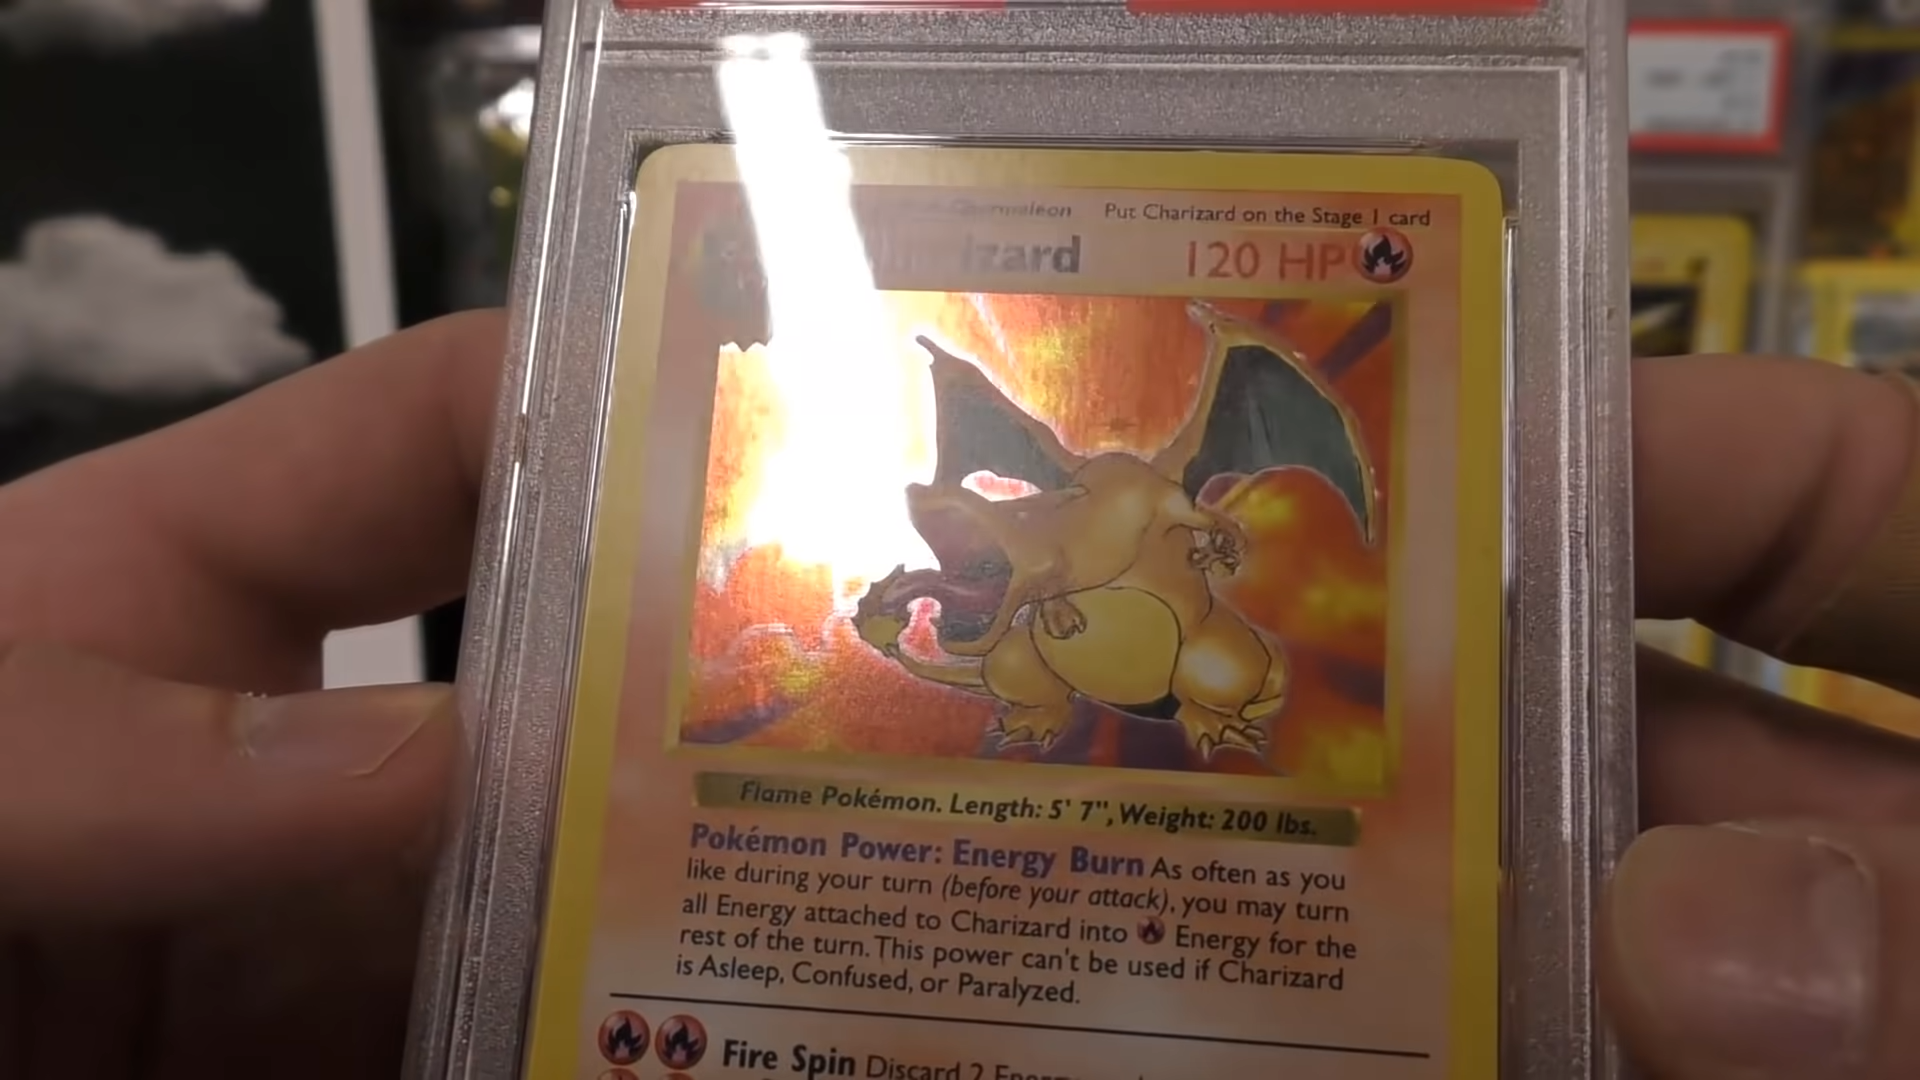 Put Charizard on the Stage 1 card
izard 120 HP
Flame Pokémon. Length: 5' 7", Weight: 200 lbs.
Pokémon Power: Energy Burn As often as you
like during your turn (before your attack), you may turn
all Energy attached to Charizard into Energy for the
rest of the turn. This power can't be used if Charizard
is Asleep, Confused, or Paralyzed.
Fire Spin Discard 2